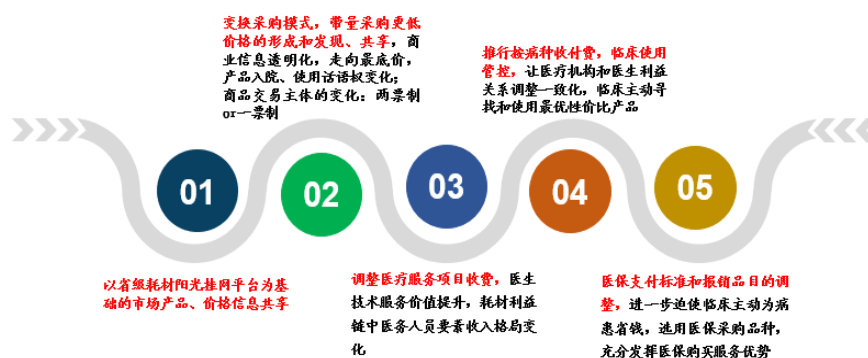 变换采购模式，带量采购更低
价格的形成和发现、共享，商
业信息透明化，走向最底价，
产品入院、使用话语权变化；
商品交易主体的变化：两票制
or一票制
推行按病种收付费，临床使用
管控，让医疗机构和医生利益
关系调整一致化，临床主动寻
找和使用最优性价比产品
01
02
03
04
05
以省级耗材阳光挂网平台为基
础的市场产品、价格信息共享
调整医疗服务项目收费，医生
技术服务价值提升，耗材利益
链中医务人员要素收入格局变
化
医保支付标准和报销品目的调
整，进一步迫使临床主动为病
患省钱，选用医保采购品种，
充分发挥医保购买服务优势